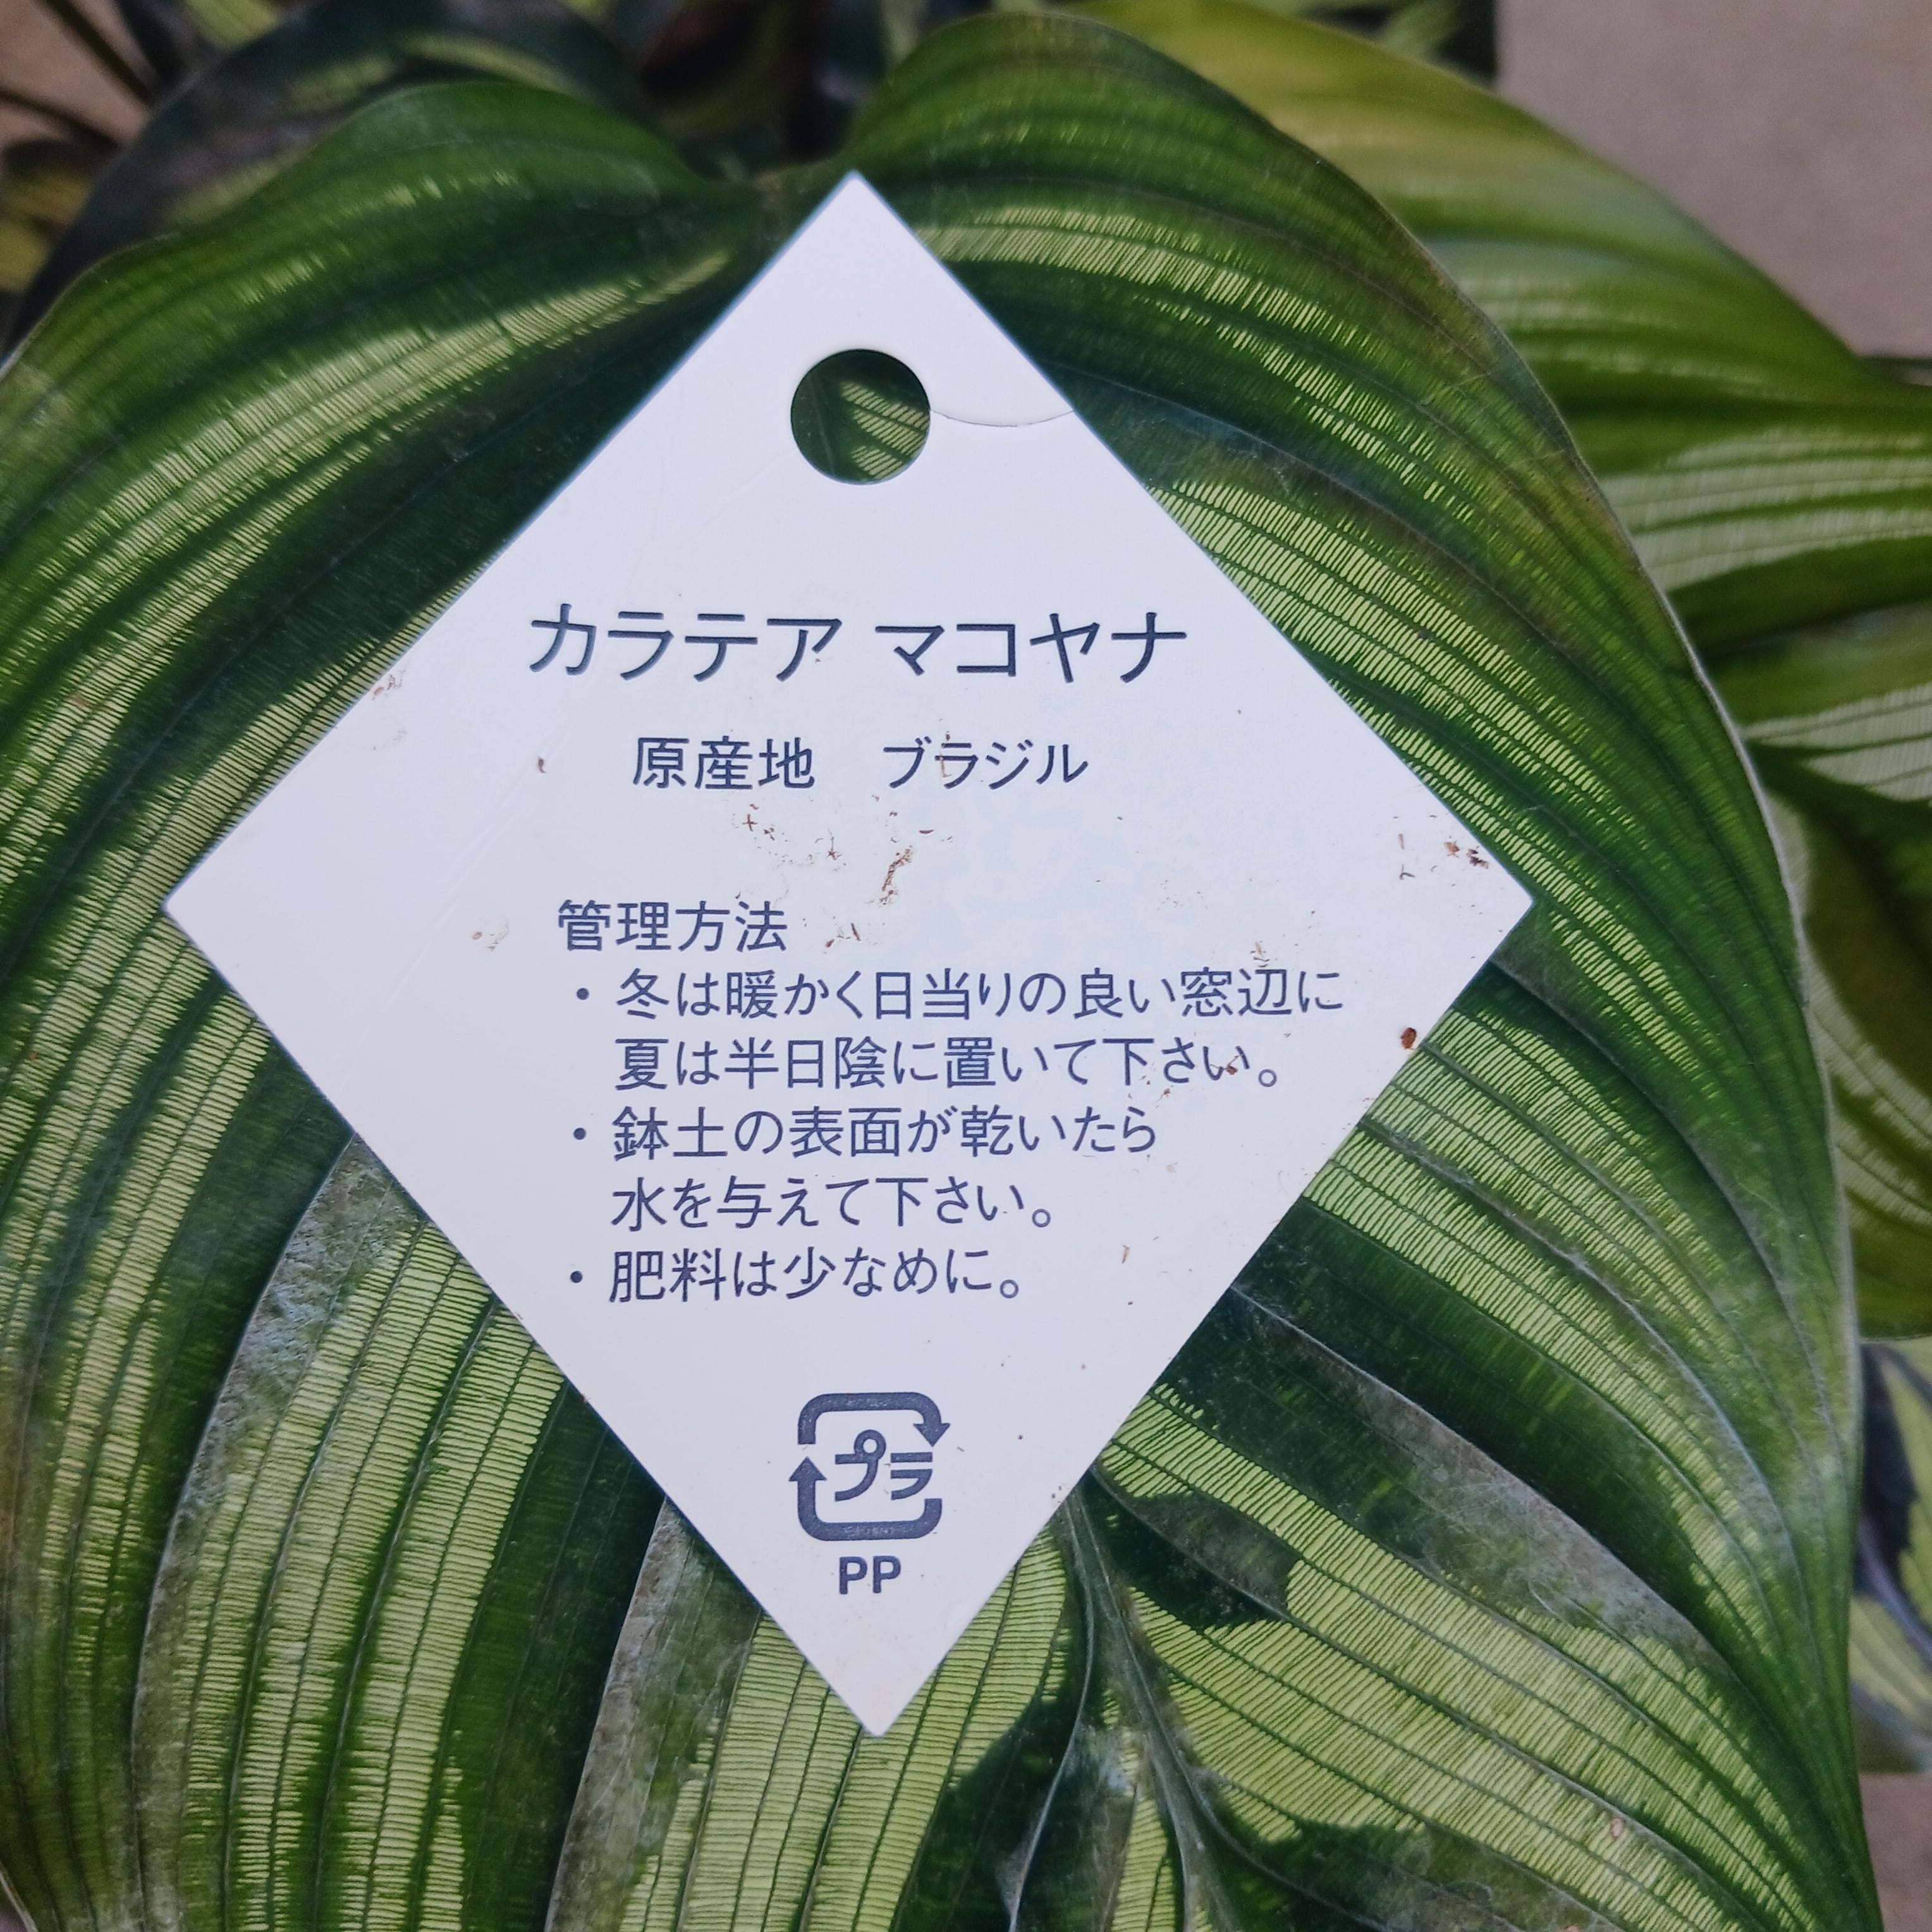 カラテア マコヤナ
原産地　ブラジル
管理方法
・冬は暖かく日当りの良い窓辺に
夏は半日陰に置いて下さい。
・鉢土の表面が乾いたら
水を与えて下さい。
・肥料は少なめに。
プラ
PP